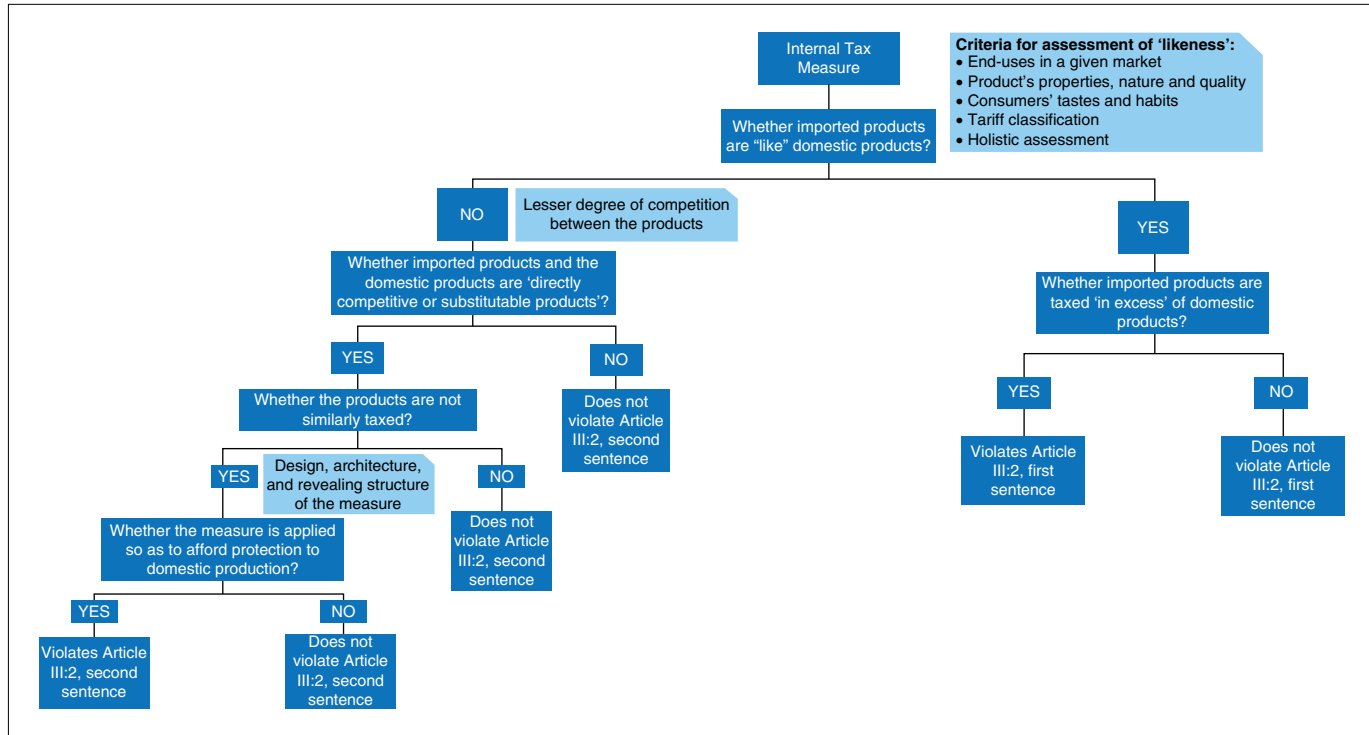 Internal Tax
Measure
Criteria for assessment of ‘likeness’:
• End-uses in a given market
• Product’s properties, nature and quality
• Consumers’ tastes and habits
• Tariff classification
• Holistic assessment
Whether imported products
are “like” domestic products?
NO
Lesser degree of competition
between the products
YES
Whether imported products and the
domestic products are ‘directly
competitive or substitutable products’?
Whether imported products are
taxed ‘in excess’ of domestic
products?
YES
NO
YES
NO
Whether the products are not
similarly taxed?
Does not
violate Article
III:2, second
sentence
Violates Article
III:2, first
sentence
Does not
violate Article
III:2, first
sentence
YES
Design, architecture,
and revealing structure
of the measure
NO
Whether the measure is applied
so as to afford protection to
domestic production?
Does not
violate Article
III:2, second
sentence
YES
NO
Violates Article
III:2, second
sentence
Does not
violate Article
III:2, second
sentence